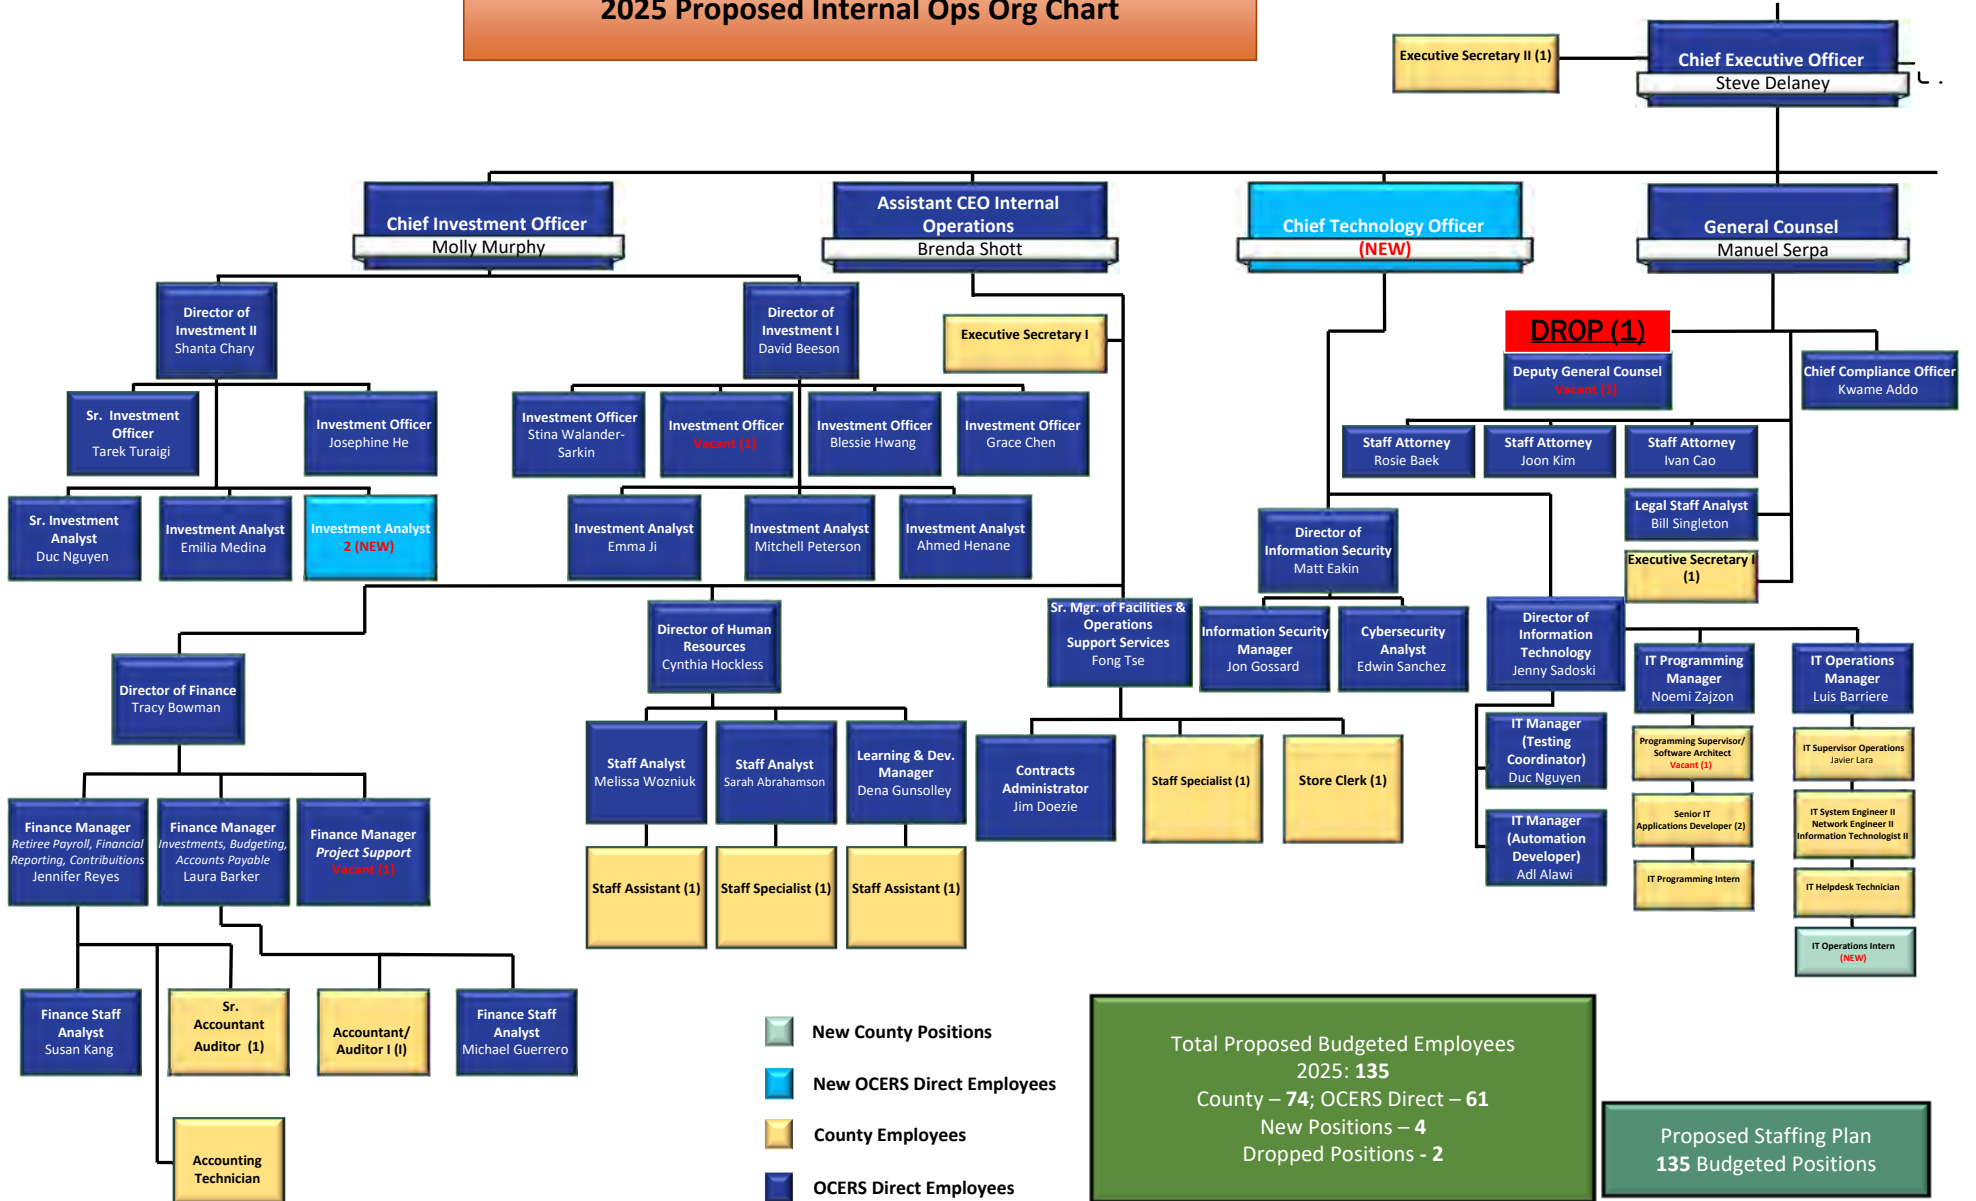 2025 Proposed Internal Ops Org Chart
Executive Secretary II (1)
Chief Executive Officer
Steve Delaney
Chief Investment Officer
Molly Murphy
Assistant CEO Internal
Operations
Brenda Shott
Chief Technology Officer
(NEW)
General Counsel
Manuel Serpa
Director of
Investment II
Shanta Chary
Director of
Investment I
David Beeson
Executive Secretary I
DROP (1)
Deputy General Counsel
Vacant (1)
Chief Compliance Officer
Kwame Addo
Sr. Investment
Officer
Tarek Turaigi
Investment Officer
Josephine He
Investment Officer
Stina Walander-
Sarkin
Investment Officer
Vacant (1)
Investment Officer
Blessie Hwang
Investment Officer
Grace Chen
Staff Attorney
Rosie Baek
Staff Attorney
Joon Kim
Staff Attorney
Ivan Cao
Sr. Investment
Analyst
Duc Nguyen
Investment Analyst
Emilia Medina
Investment Analyst
2 (NEW)
Investment Analyst
Emma Ji
Investment Analyst
Mitchell Peterson
Investment Analyst
Ahmed Henane
Director of
Information Security
Matt Eakin
Legal Staff Analyst
Bill Singleton
Executive Secretary I
(1)
Director of Finance
Tracy Bowman
Director of Human
Resources
Cynthia Hockless
Sr. Mgr. of Facilities &
Operations
Support Services
Fong Tse
Information Security
Manager
Jon Gossard
Cybersecurity
Analyst
Edwin Sanchez
Director of
Information
Technology
Jenny Sadoski
IT Programming
Manager
Noemi Zajzon
IT Operations
Manager
Luis Barriere
Staff Analyst
Melissa Wozniuk
Staff Analyst
Sarah Abrahamson
Learning & Dev.
Manager
Dena Gunsolley
Contracts
Administrator
Jim Doezie
Staff Specialist (1)
Store Clerk (1)
IT Manager
(Testing
Coordinator)
Duc Nguyen
Programming Supervisor/
Software Architect
Vacant (1)
IT Supervisor Operations
Javier Lara
Finance Manager
Retiree Payroll, Financial
Reporting, Contribuitions
Jennifer Reyes
Finance Manager
Investments, Budgeting,
Accounts Payable
Laura Barker
Finance Manager
Project Support
Vacant (1)
IT Manager
(Automation
Developer)
Adl Alawi
Senior IT
Applications Developer (2)
IT System Engineer II
Network Engineer II
Information Technologist II
Staff Assistant (1)
Staff Specialist (1)
Staff Assistant (1)
IT Programming Intern
IT Helpdesk Technician
IT Operations Intern
(NEW)
Finance Staff
Analyst
Susan Kang
Sr.
Accountant
Auditor (1)
Accountant/
Auditor I (I)
Finance Staff
Analyst
Michael Guerrero
Accounting
Technician
New County Positions
New OCERS Direct Employees
County Employees
OCERS Direct Employees
Total Proposed Budgeted Employees
2025: 135
County – 74; OCERS Direct – 61
New Positions – 4
Dropped Positions - 2
Proposed Staffing Plan
135 Budgeted Positions